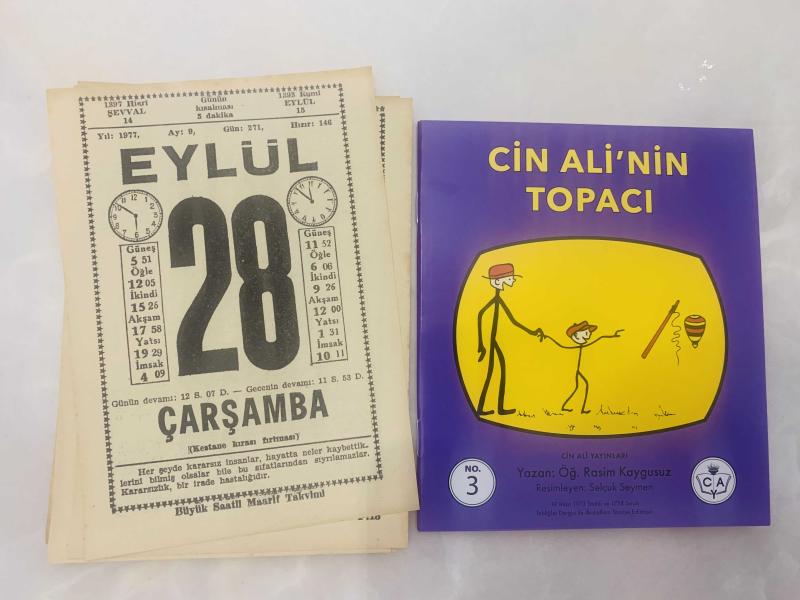 1397 Hicri
ŞEVVAL
14
Günün
kısalması
3 dakika
1393 Rumi
EYLÜL
15
Yıl: 1977, Ay: 9, Gün: 271, Hızır: 146
EYLÜL
28
Güneş
5 51
Öğle
12 05
İkindi
15 26
Akşam
17 58
Yatsı
19 29
İmsak
4 09
Güneş
11 52
Öğle
6 06
İkindi
9 26
Akşam
12 00
Yatsı
1 31
İmsak
10 11
Günün devamı: 12 S. 07 D. — Gecenin devamı: 11 S. 53 D.
ÇARŞAMBA
(Kestane kırası fırtınası)
Her şeyde kararsız insanlar, hayatta neler kaybettik-
lerini bilmiş olsalar bile bu sıfatlarından sıyrılamazlar.
Kararsızlık, bir irade hastalığıdır.
Büyük Saatli Maarif Takvimi
CİN ALİ'NİN
TOPACI
CİN ALİ YAYINLARI
Yazan: Öğ. Rasim Kaygusuz
Resimleyen: Selçuk Seymen
NO.
3
C A